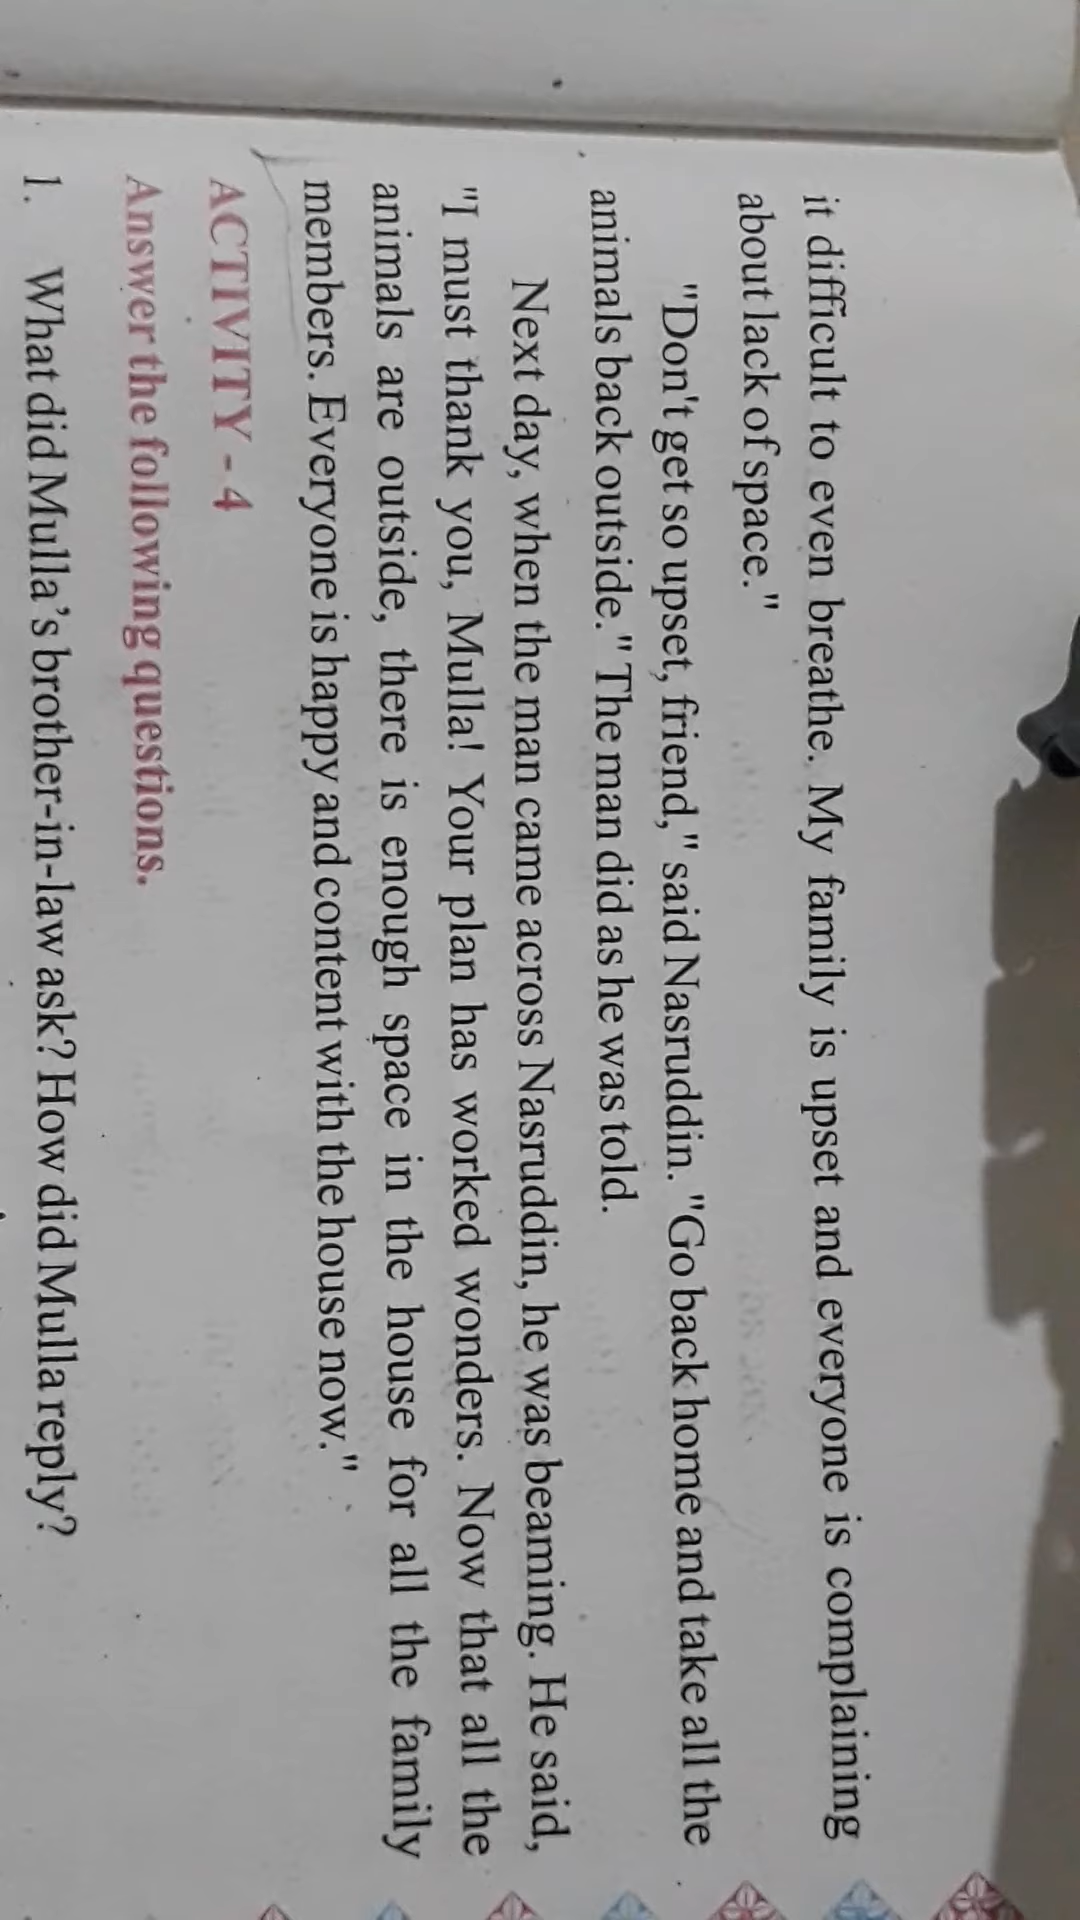 it difficult to even breathe. My family is upset and everyone is complaining
about lack of space."
"Don't get so upset, friend," said Nasruddin. "Go back home and take all the
animals back outside." The man did as he was told.
Next day, when the man came across Nasruddin, he was beaming. He said,
"I must thank you, Mulla! Your plan has worked wonders. Now that all the
animals are outside, there is enough space in the house for all the family
members. Everyone is happy and content with the house now."
ACTIVITY - 4
Answer the following questions.
1. What did Mulla's brother-in-law ask? How did Mulla reply?